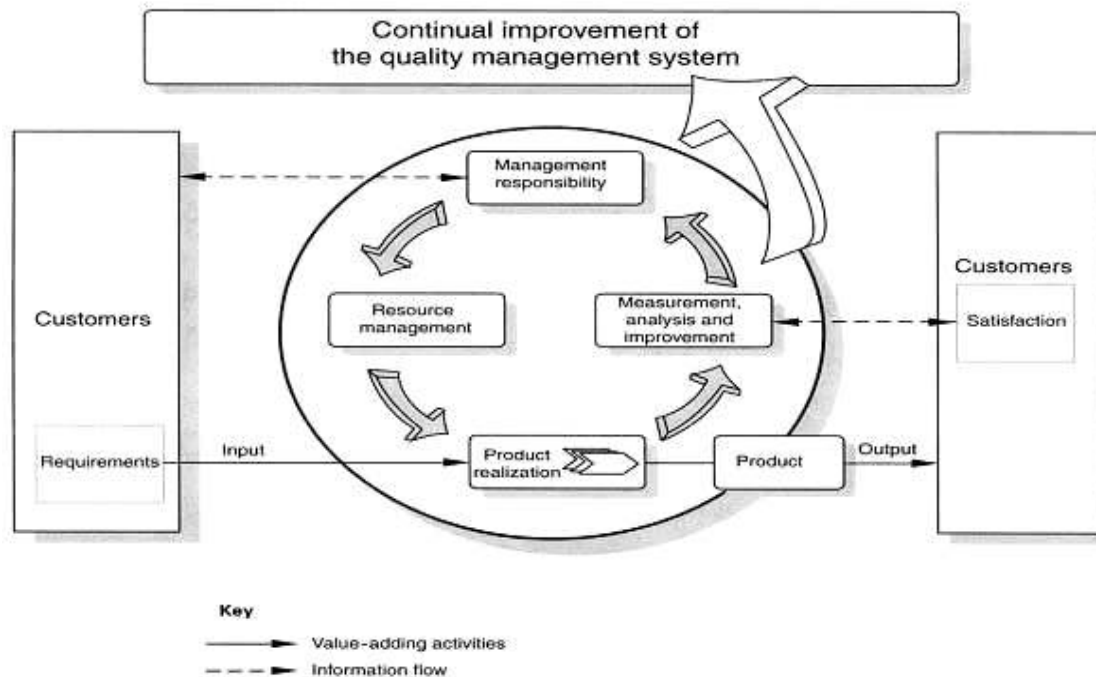 Continual improvement of
the quality management system
Management
responsibility
Customers
Resource
management
Measurement,
analysis and
improvement
Customers
Satisfaction
Requirements
Input
Product
realization
Product
Output
Key
Value-adding activities
Information flow